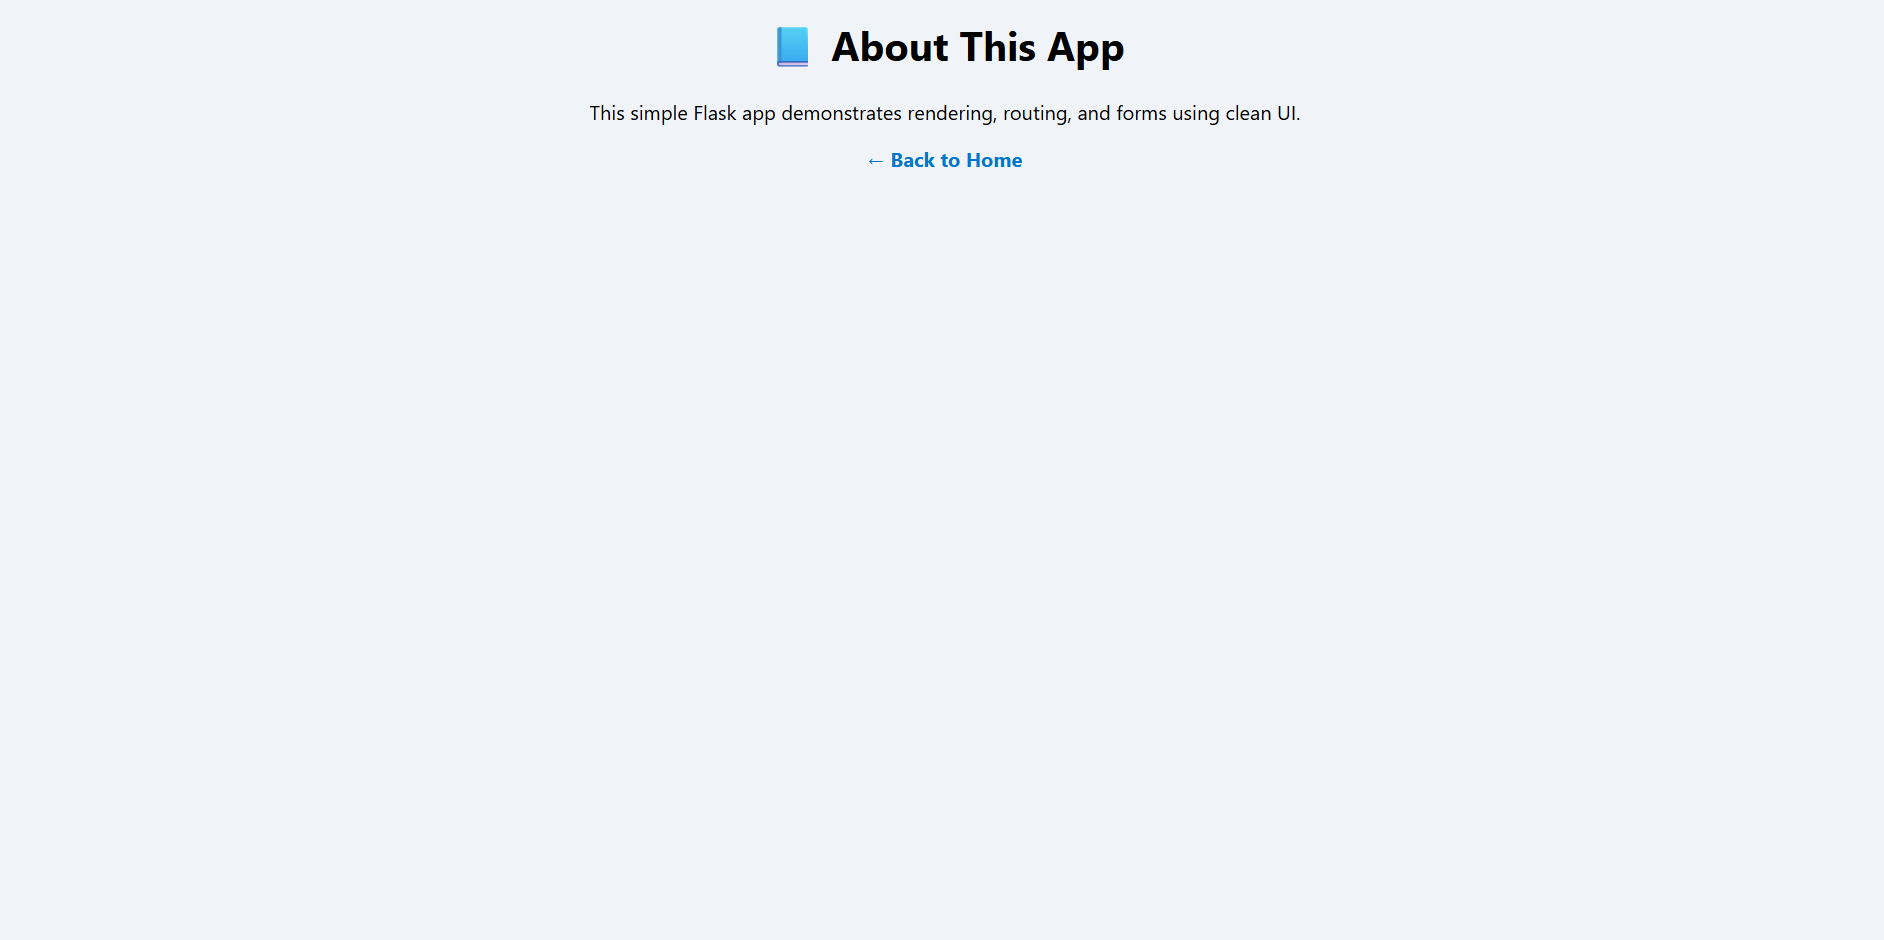 About This App
This simple Flask app demonstrates rendering, routing, and forms using clean UI.
← Back to Home